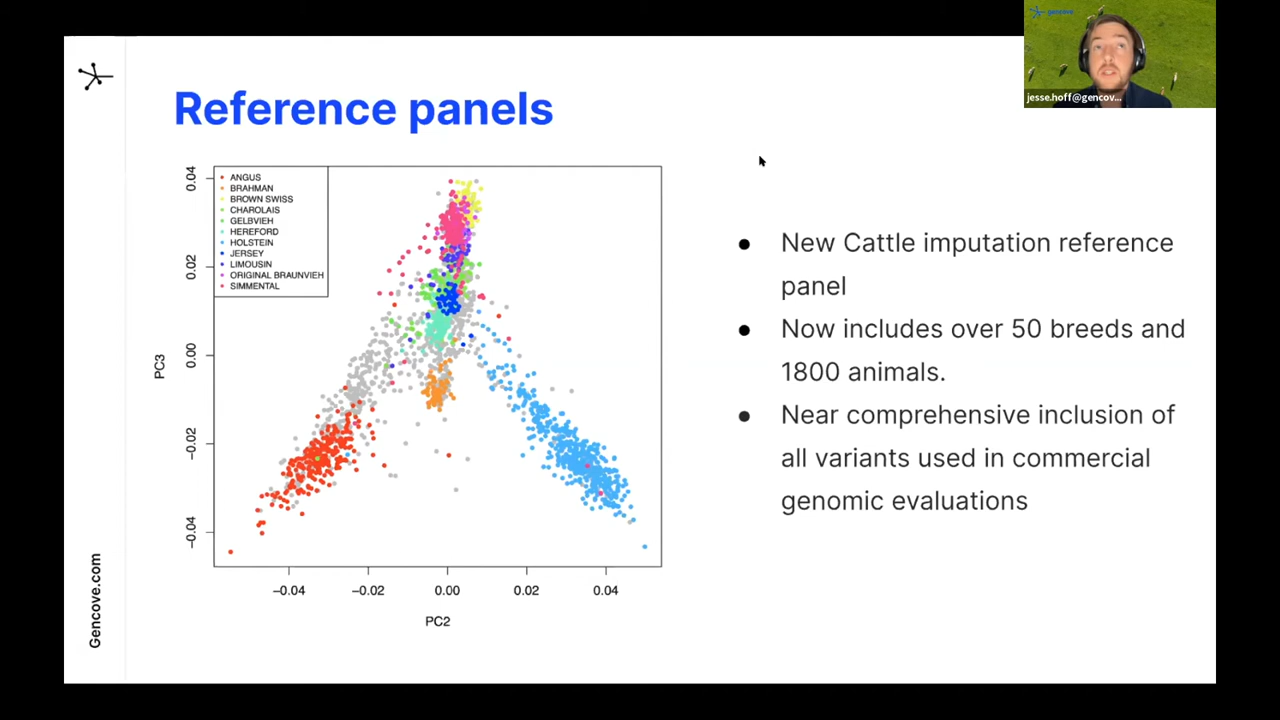 gencove
jesse.hoff@gencov...
Reference panels
ANGUS
BRAHMAN
BROWN SWISS
CHAROLAIS
GELBVIEH
HEREFORD
HOLSTEIN
JERSEY
LIMOUSIN
ORIGINAL BRAUNVIEH
SIMMENTAL
0.04
0.02
0.00
−0.02
−0.04
PC3
−0.04
−0.02
0.00
0.02
0.04
PC2
New Cattle imputation reference
panel
Now includes over 50 breeds and
1800 animals.
Near comprehensive inclusion of
all variants used in commercial
genomic evaluations
Gencove.com